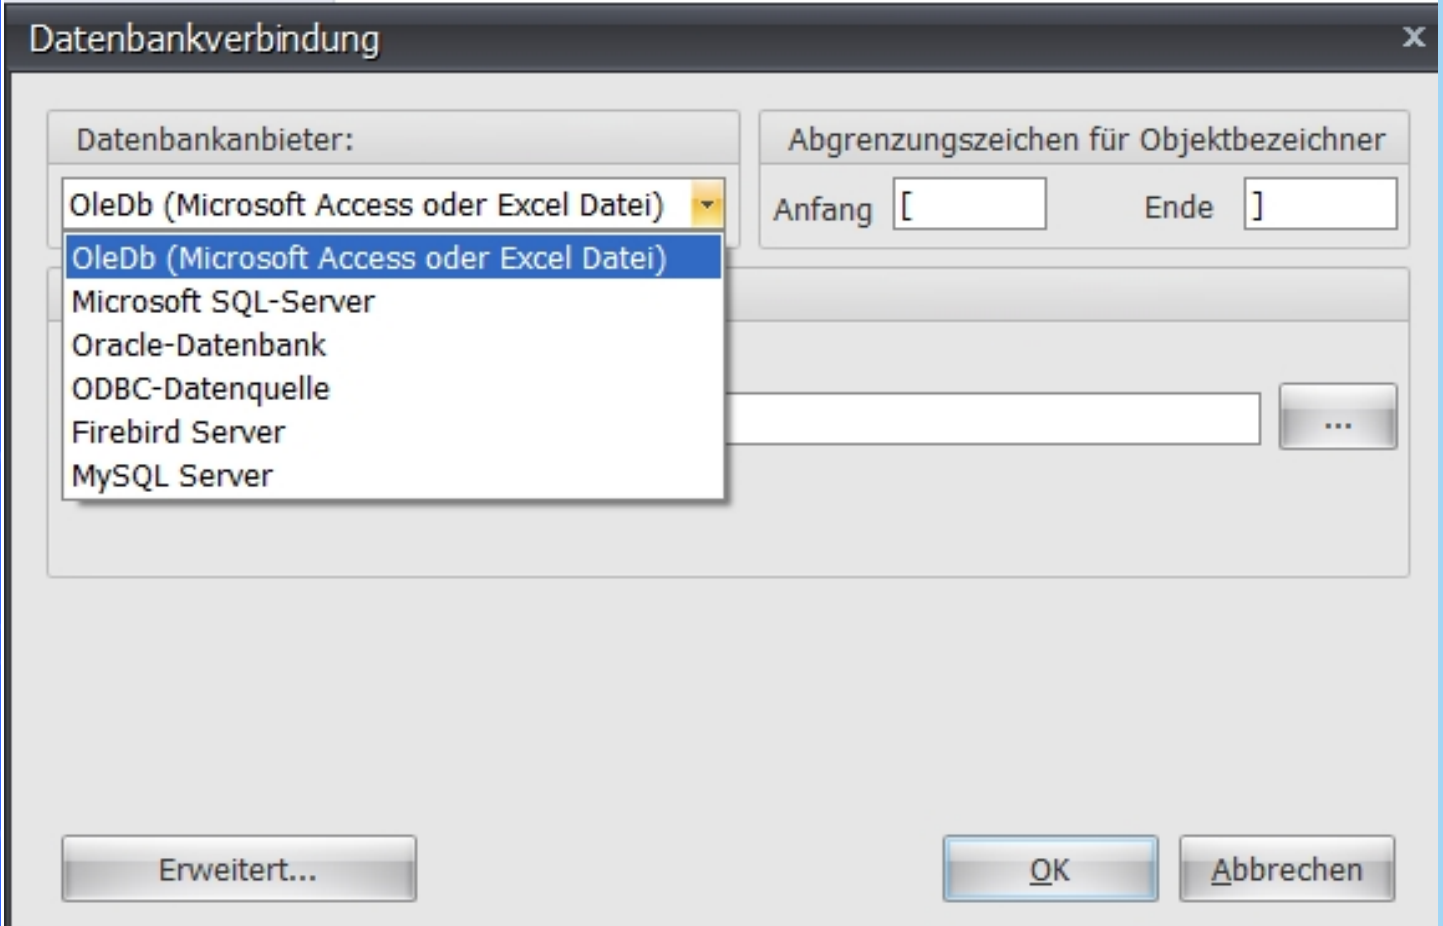 Datenbankverbindung x
Datenbankanbieter:
OleDb (Microsoft Access oder Excel Datei)
OleDb (Microsoft Access oder Excel Datei)
Microsoft SQL-Server
Oracle-Datenbank
ODBC-Datenquelle
Firebird Server
MySQL Server
Abgrenzungszeichen für Objektbezeichner
Anfang [ Ende ]
...
Erweitert...
OK
Abbrechen